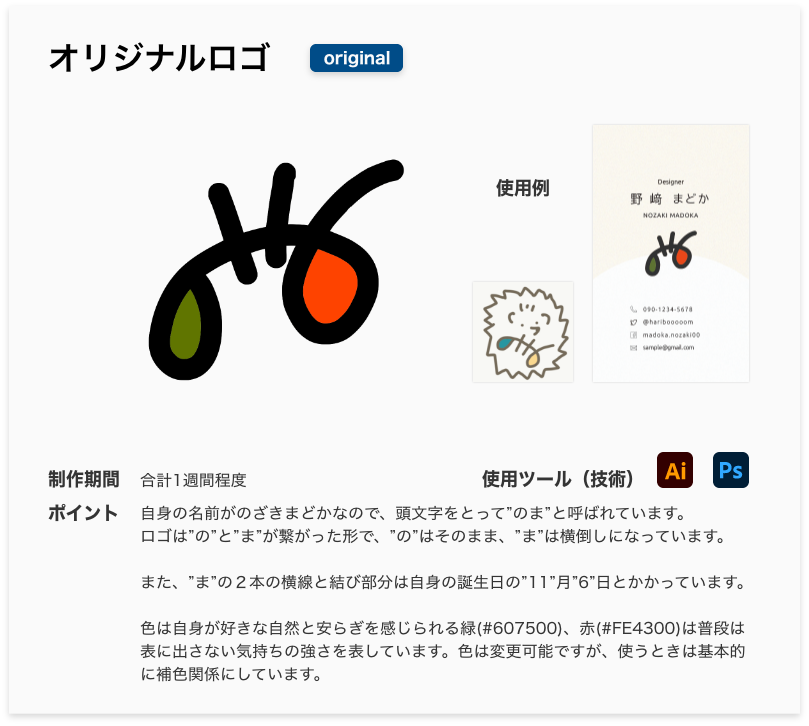 オリジナルロゴ
original
使用例
Designer
野 﨑 まどか
NOZAKI MADOKA
090-1234-5678
@haribooooom
madoka.nozaki00
sample@gmail.com
制作期間 合計1週間程度
使用ツール（技術） Ai Ps
ポイント 自身の名前がのざきまどかなので、頭文字をとって”のま”と呼ばれています。
ロゴは”の”と”ま”が繋がった形で、”の”はそのまま、”ま”は横倒しになっています。
また、”ま”の２本の横線と結び部分は自身の誕生日の”11”月”6”日とかかっています。
色は自身が好きな自然と安らぎを感じられる緑(#607500)、赤(#FE4300)は普段は
表に出さない気持ちの強さを表しています。色は変更可能ですが、使うときは基本的
に補色関係にしています。